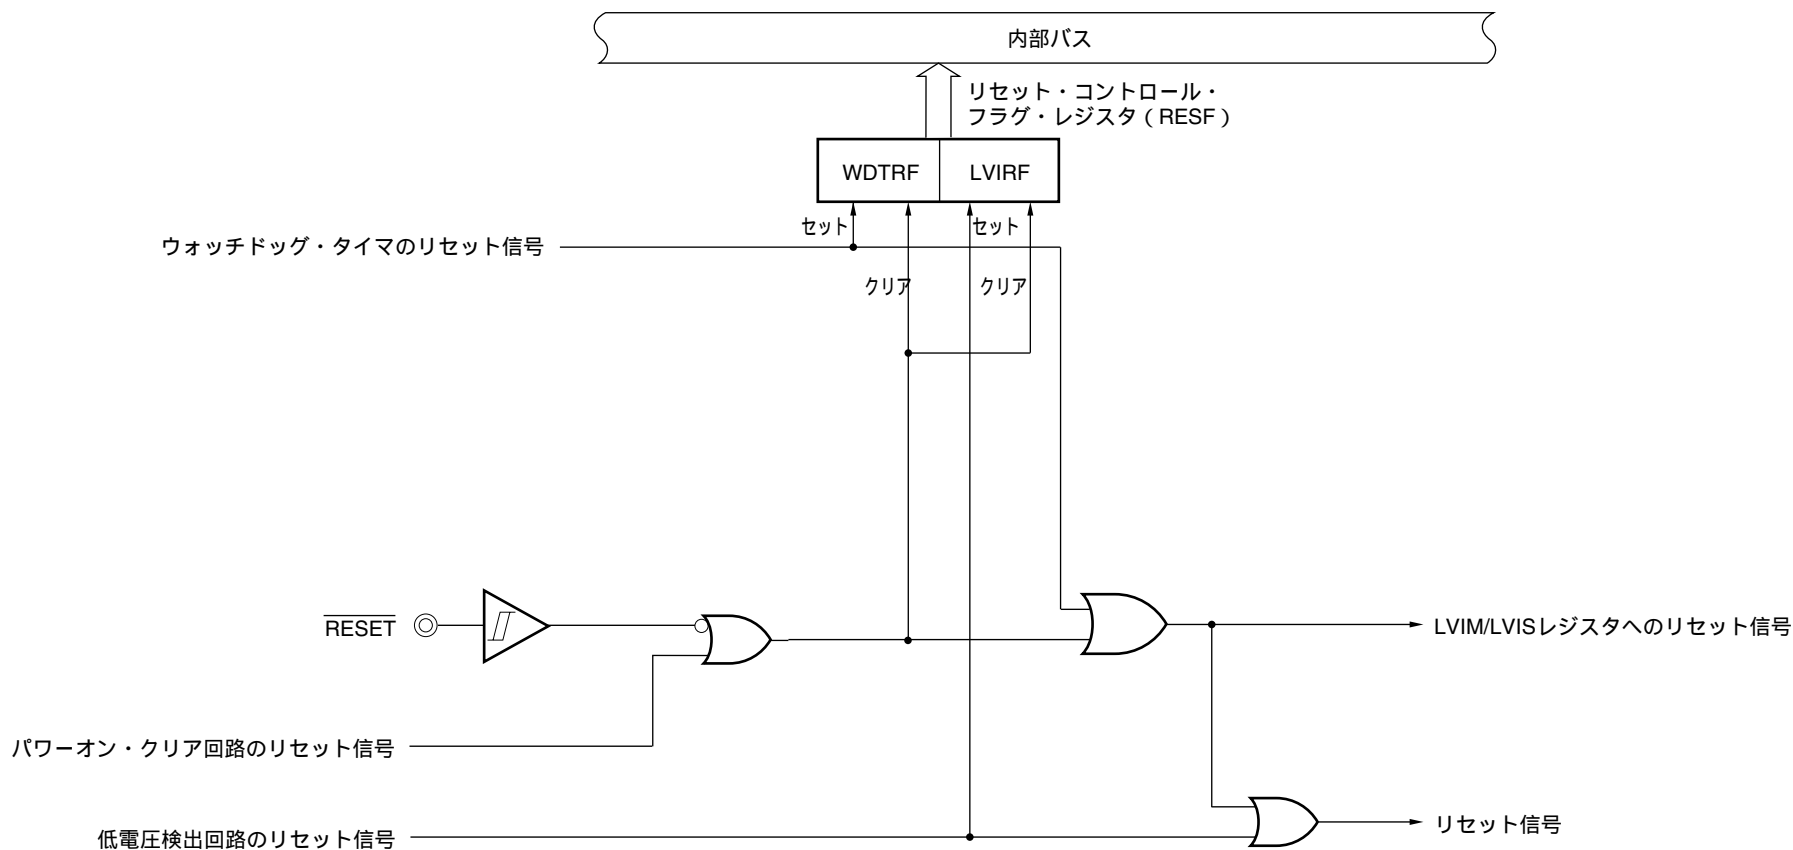 内部バス
リセット・コントロール・
フラグ・レジスタ（RESF）
WDTRF
LVIRF
セット
セット
ウォッチドッグ・タイマのリセット信号
クリア
クリア
RESET
LVIM/LVISレジスタへのリセット信号
パワーオン・クリア回路のリセット信号
低電圧検出回路のリセット信号
リセット信号